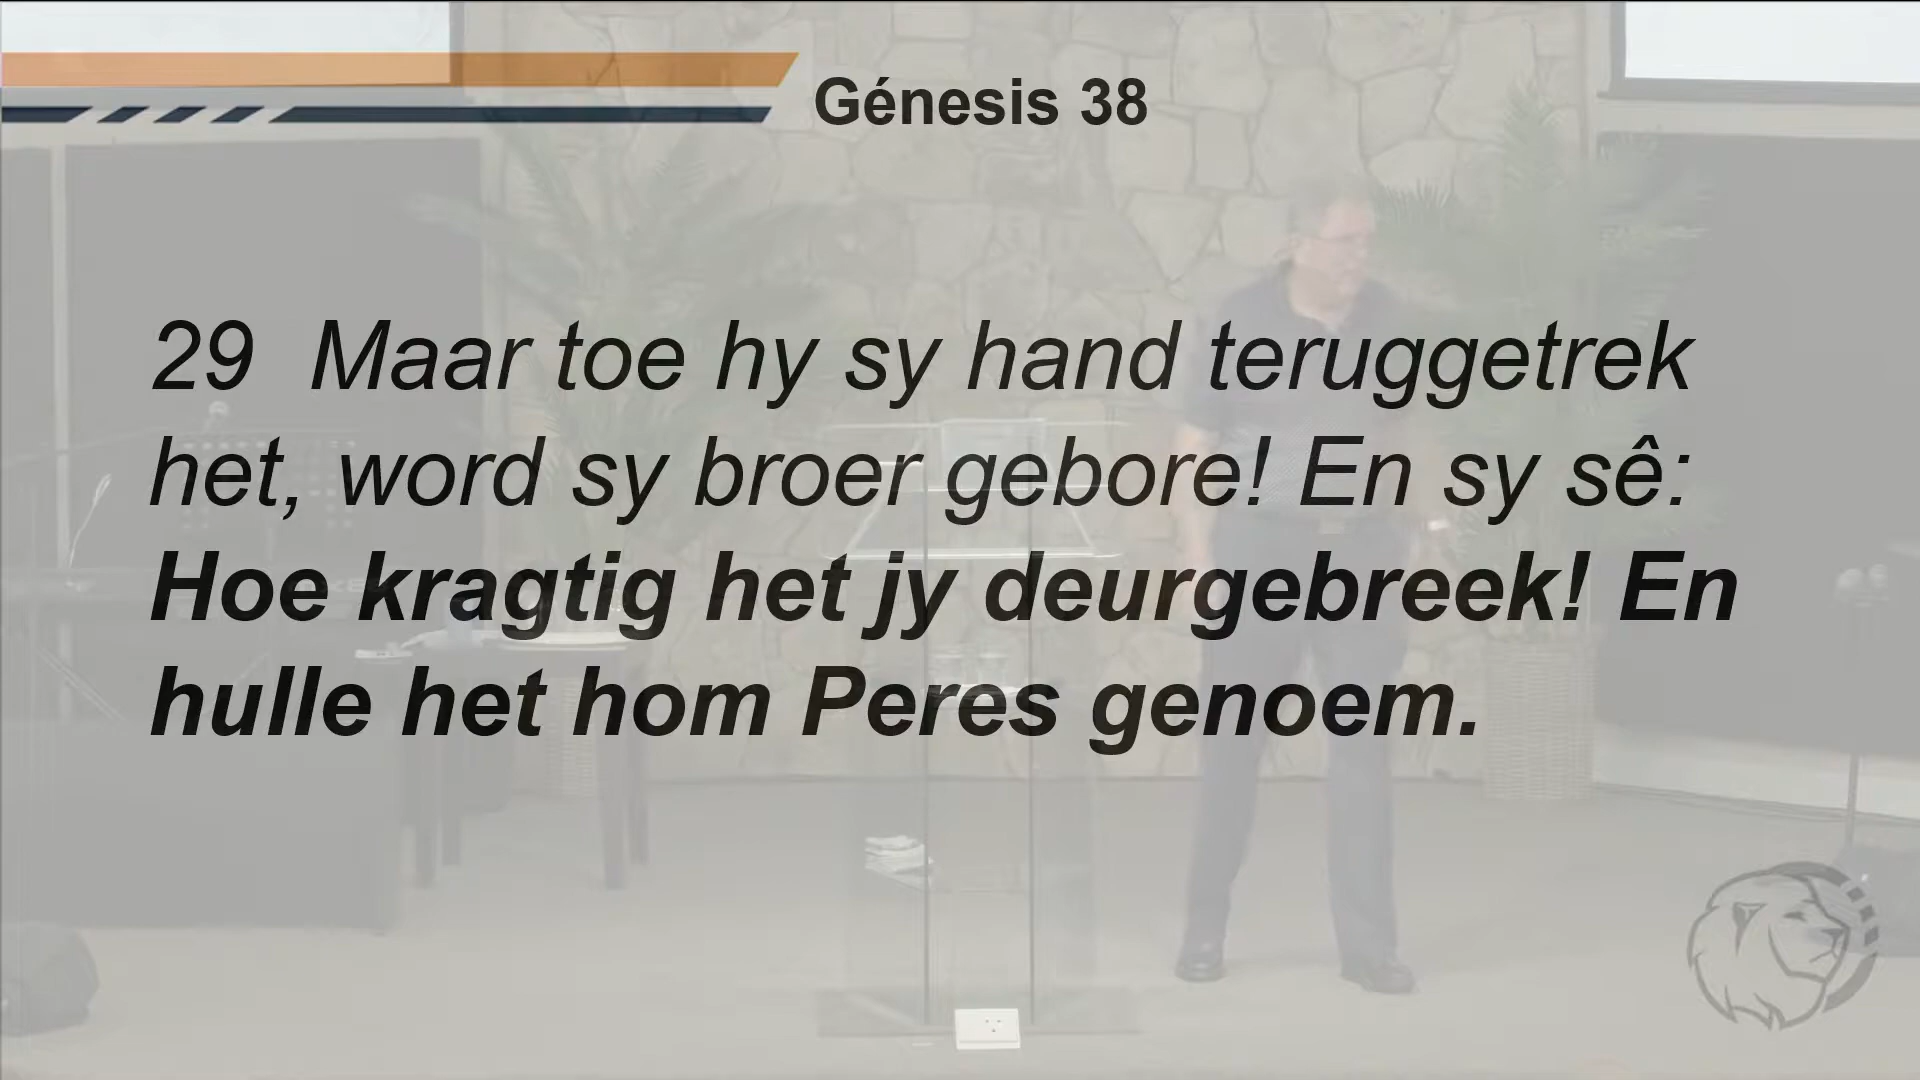 Génesis 38
29 Maar toe hy sy hand teruggetrek
het, word sy broer gebore! En sy sê:
Hoe kragtig het jy deurgebreek! En
hulle het hom Peres genoem.